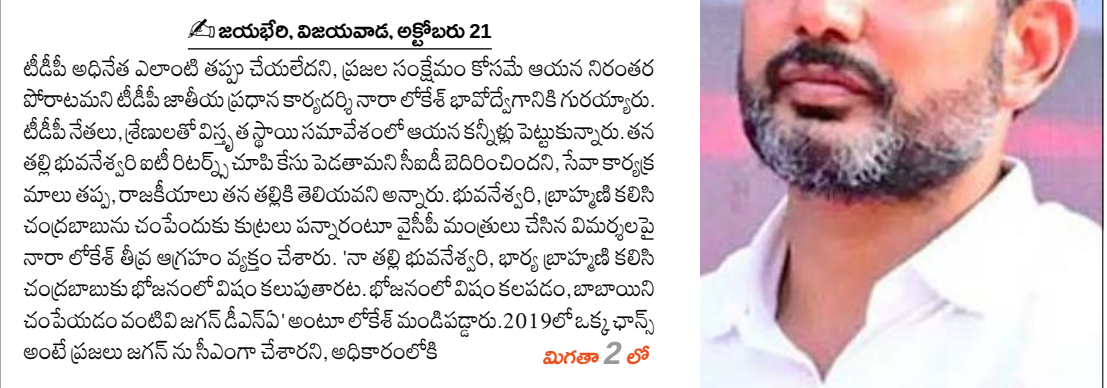 ✍ జయభేరి, విజయవాడ, అక్టోబరు 21
టీడీపీ అధినేత ఎలాంటి తప్పు చేయలేదని, ప్రజల సంక్షేమం కోసమే ఆయన నిరంతర
పోరాటమని టీడీపీ జాతీయ ప్రధాన కార్యదర్శి నారా లోకేశ్ భావోద్వేగానికి గురయ్యారు.
టీడీపీ నేతలు, శ్రేణులతో విస్తృత స్థాయి సమావేశంలో ఆయన కన్నీళ్లు పెట్టుకున్నారు. తన
తల్లి భువనేశ్వరి ఐటీ రిటర్న్స్ చూపి కేసు పెడతామని సీఐడీ బెదిరించిందని, సేవా కార్యక్ర
మాలు తప్ప, రాజకీయాలు తన తల్లికి తెలియవని అన్నారు. భువనేశ్వరి, బ్రాహ్మణి కలిసి
చంద్రబాబును చంపేందుకు కుట్రలు పన్నారంటూ వైసీపీ మంత్రులు చేసిన విమర్శలపై
నారా లోకేశ్ తీవ్ర ఆగ్రహం వ్యక్తం చేశారు. 'నా తల్లి భువనేశ్వరి, భార్య బ్రాహ్మణి కలిసి
చంద్రబాబుకు భోజనంలో విషం కలుపుతారట. భోజనంలో విషం కలపడం, బాబాయిని
చంపేయడం వంటివి జగన్ డీఎన్ఏ' అంటూ లోకేశ్ మండిపడ్డారు. 2019లో ఒక్క ఛాన్స్
అంటే ప్రజలు జగన్ ను సీఎంగా చేశారని, అధికారంలోకి
మిగతా 2 లో